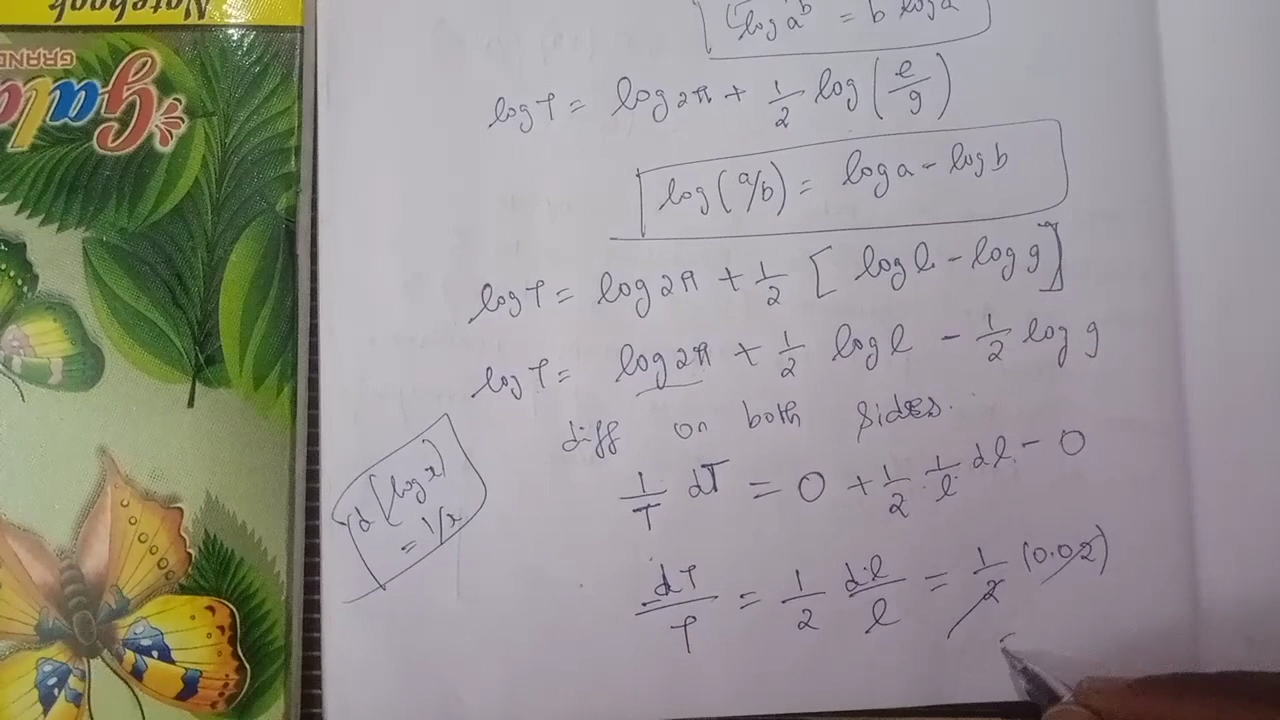 Notebook
GRAND
log a^b = b log a
log T = log 2π + 1/2 log (l/g)
log (a/b) = log a - log b
log T = log 2π + 1/2 [ log l - log g ]
log T = log 2π + 1/2 log l - 1/2 log g
diff on both sides.
1/T dT = 0 + 1/2 . 1/l . dl - 0
d (log x)
= 1/x
dT/T = 1/2 dl/l = 1/2 (0.02)